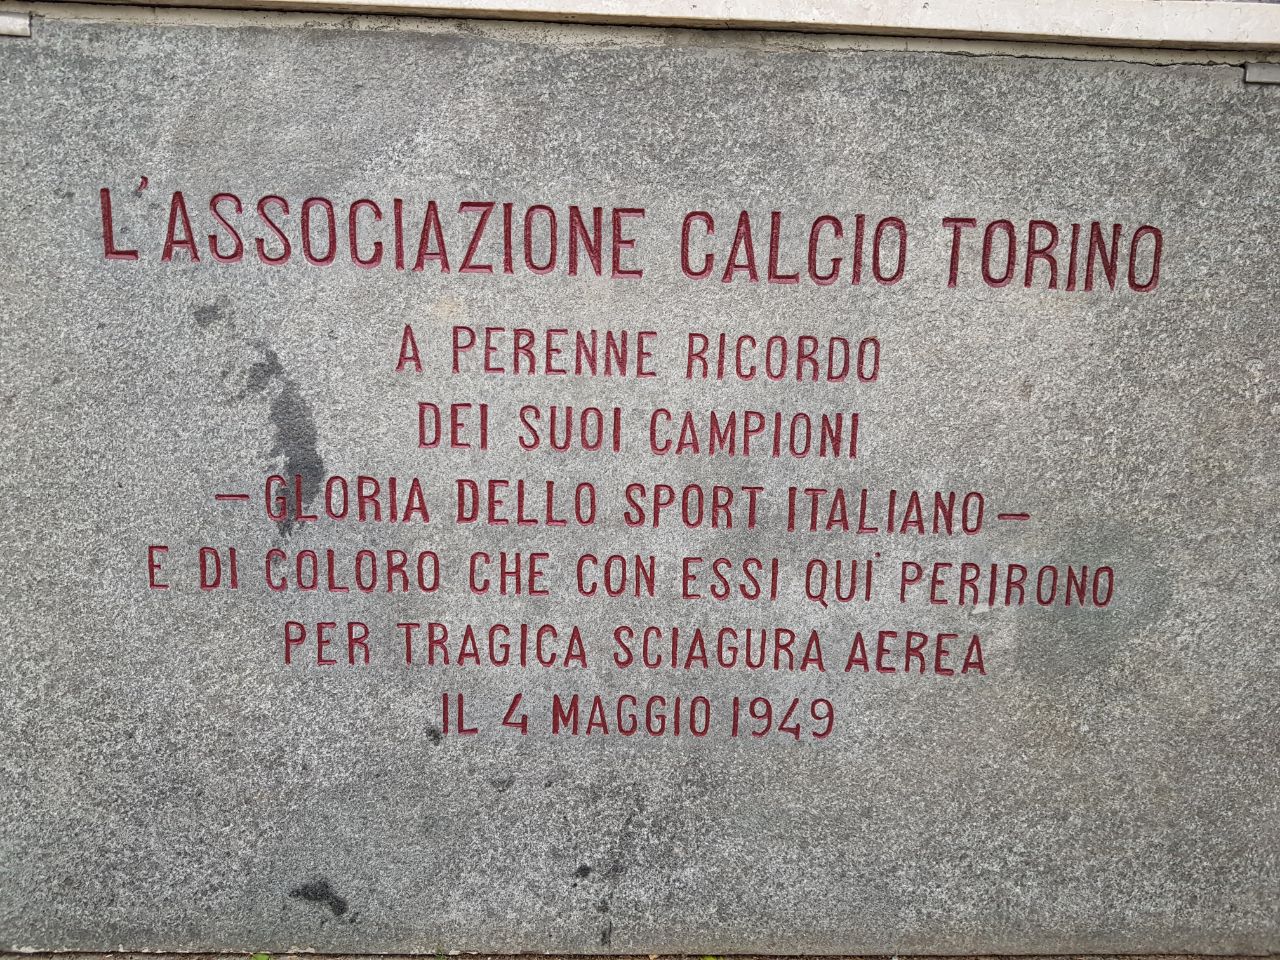 L'ASSOCIAZIONE CALCIO TORINO
A PERENNE RICORDO
DEI SUOI CAMPIONI
– GLORIA DELLO SPORT ITALIANO –
E DI COLORO CHE CON ESSI QUI PERIRONO
PER TRAGICA SCIAGURA AEREA
IL 4 MAGGIO 1949